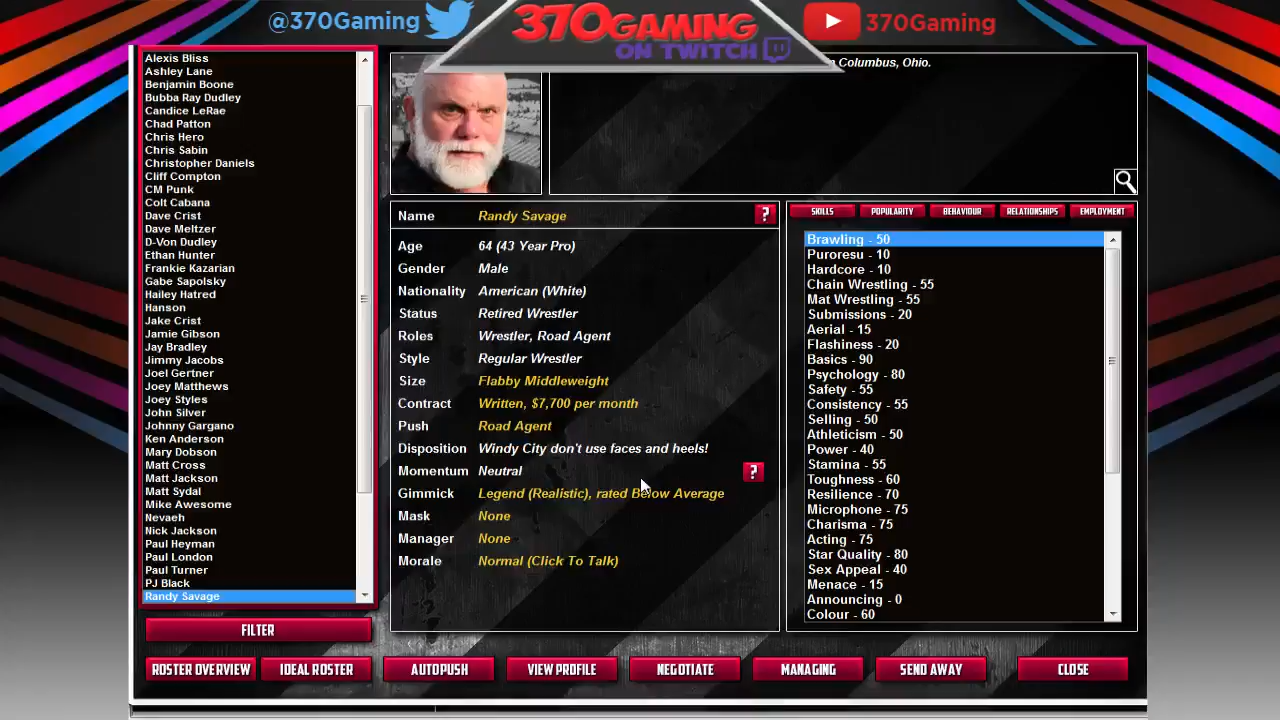 @370Gaming
370GAMING
ON TWITCH
370Gaming
Columbus, Ohio.
Alexis Bliss
Ashley Lane
Benjamin Boone
Bubba Ray Dudley
Candice LeRae
Chad Patton
Chris Hero
Chris Sabin
Christopher Daniels
Cliff Compton
CM Punk
Colt Cabana
Dave Crist
Dave Meltzer
D-Von Dudley
Ethan Hunter
Frankie Kazarian
Gabe Sapolsky
Hailey Hatred
Hanson
Jake Crist
Jamie Gibson
Jay Bradley
Jimmy Jacobs
Joel Gertner
Joey Matthews
Joey Styles
John Silver
Johnny Gargano
Ken Anderson
Mary Dobson
Matt Cross
Matt Jackson
Matt Sydal
Mike Awesome
Nevaeh
Nick Jackson
Paul Heyman
Paul London
Paul Turner
PJ Black
Randy Savage
Name Randy Savage ?
Age 64 (43 Year Pro)
Gender Male
Nationality American (White)
Status Retired Wrestler
Roles Wrestler, Road Agent
Style Regular Wrestler
Size Flabby Middleweight
Contract Written, $7,700 per month
Push Road Agent
Disposition Windy City don't use faces and heels!
Momentum Neutral ?
Gimmick Legend (Realistic), rated Below Average
Mask None
Manager None
Morale Normal (Click To Talk)
SKILLS POPULARITY BEHAVIOUR RELATIONSHIPS EMPLOYMENT
Brawling - 50
Puroresu - 10
Hardcore - 10
Chain Wrestling - 55
Mat Wrestling - 55
Submissions - 20
Aerial - 15
Flashiness - 20
Basics - 90
Psychology - 80
Safety - 55
Consistency - 55
Selling - 50
Athleticism - 50
Power - 40
Stamina - 55
Toughness - 60
Resilience - 70
Microphone - 75
Charisma - 75
Acting - 75
Star Quality - 80
Sex Appeal - 40
Menace - 15
Announcing - 0
Colour - 60
FILTER
ROSTER OVERVIEW IDEAL ROSTER AUTOPUSH VIEW PROFILE NEGOTIATE MANAGING SEND AWAY CLOSE